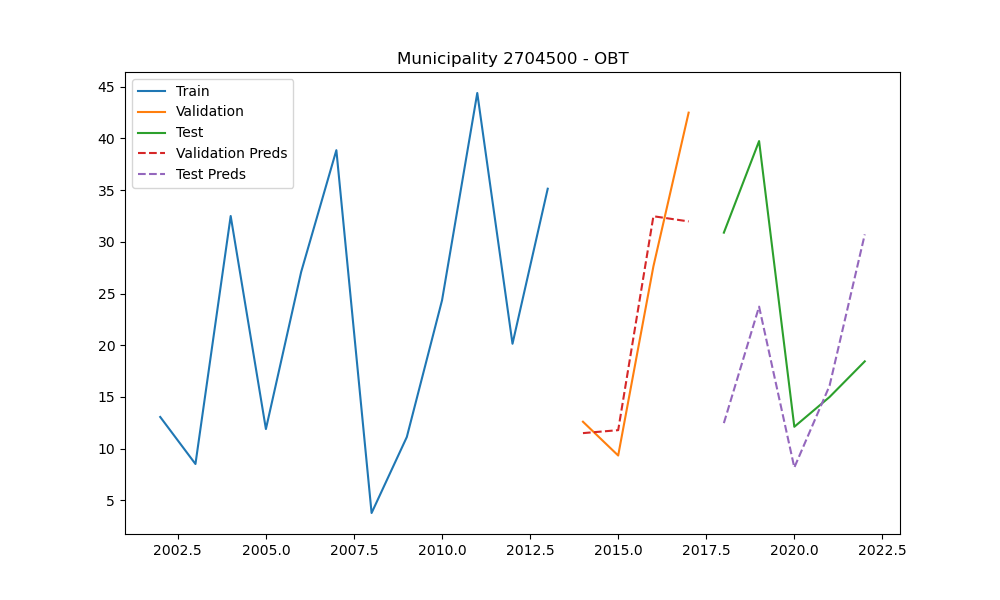 Municipality 2704500 - OBT
Train
Validation
Test
Validation Preds
Test Preds
45
40
35
30
25
20
15
10
5
2002.5 2005.0 2007.5 2010.0 2012.5 2015.0 2017.5 2020.0 2022.5